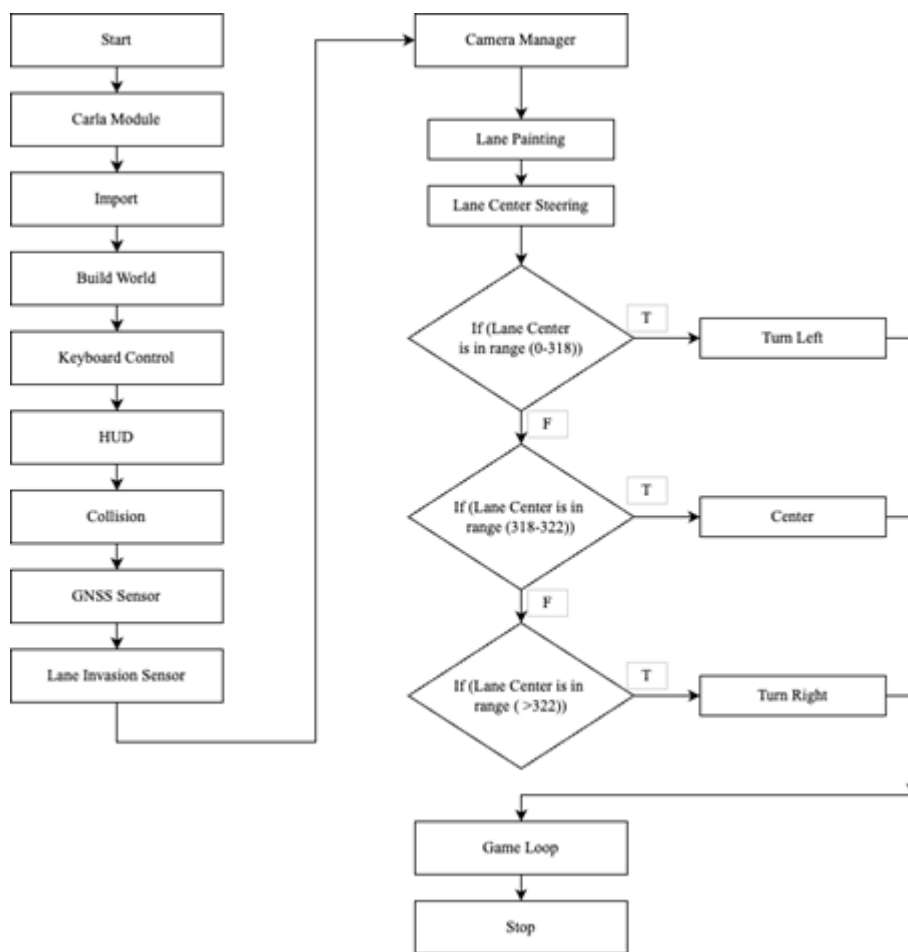 Start
Carla Module
Import
Build World
Keyboard Control
HUD
Collision
GNSS Sensor
Lane Invasion Sensor
Camera Manager
Lane Painting
Lane Center Steering
If (Lane Center
is in range (0-318))
T
Turn Left
F
If (Lane Center is in
range (318-322))
T
Center
F
If (Lane Center is in
range ( >322))
T
Turn Right
Game Loop
Stop